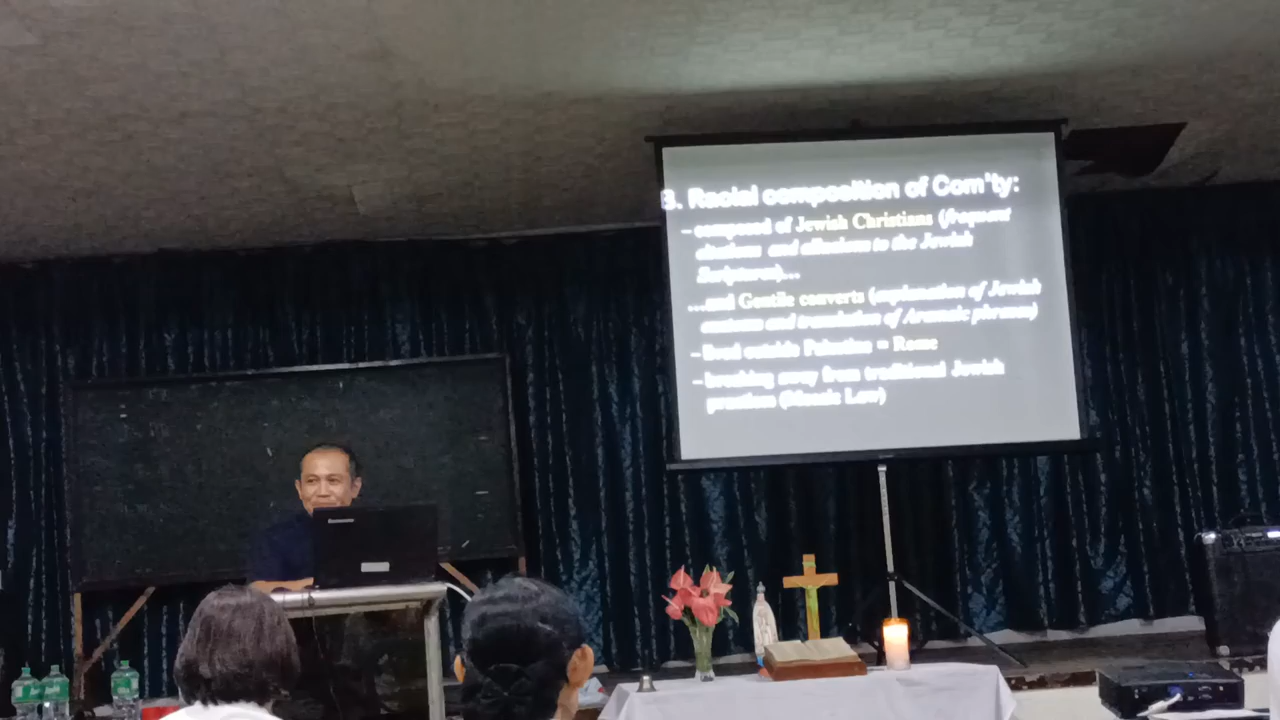 3. Racial composition of Com'ty:
– composed of Jewish Christians (frequent
citations and allusions to the Jewish
Scriptures)...
...and Gentile converts (explanation of Jewish
customs and translation of Aramaic phrases)
– lived outside Palestine = Rome
– breaking away from traditional Jewish
practices (Mosaic Law)
lenovo